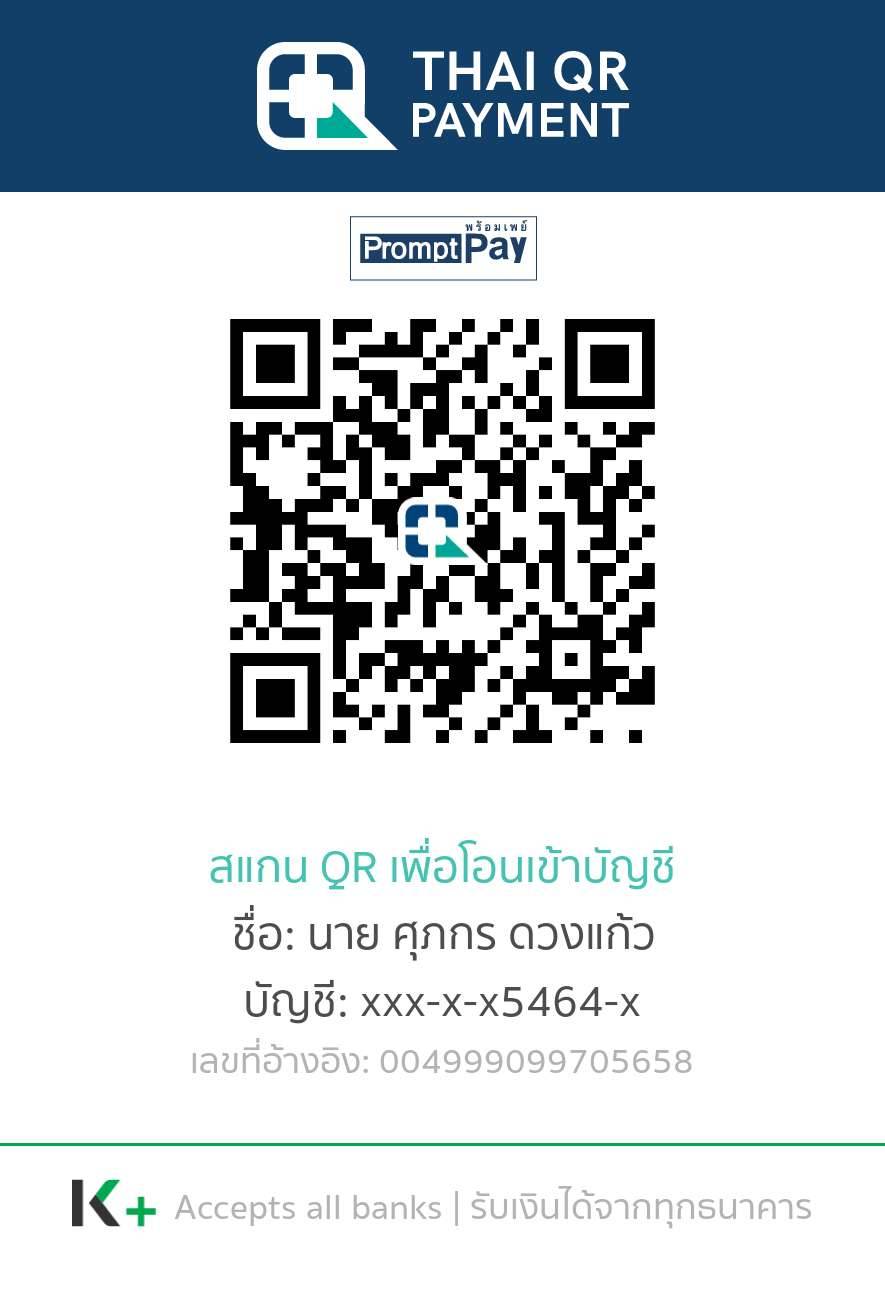 THAI QR
PAYMENT
พร้อมเพย์
PromptPay
สแกน QR เพื่อโอนเข้าบัญชี
ชื่อ: นาย ศุภกร ดวงแก้ว
บัญชี: xxx-x-x5464-x
เลขที่อ้างอิง: 004999099705658
K+ Accepts all banks | รับเงินได้จากทุกธนาคาร